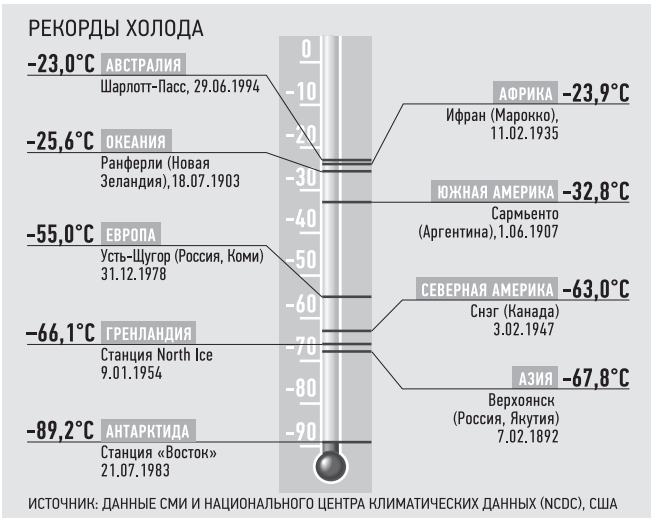 РЕКОРДЫ ХОЛОДА
-23,0°C АВСТРАЛИЯ
Шарлотт-Пасс, 29.06.1994
-25,6°C ОКЕАНИЯ
Ранферли (Новая
Зеландия),18.07.1903
-55,0°C ЕВРОПА
Усть-Щугор (Россия, Коми)
31.12.1978
-66,1°C ГРЕНЛАНДИЯ
Станция North Ice
9.01.1954
-89,2°C АНТАРКТИДА
Станция «Восток»
21.07.1983
0
-10
-20
-30
-40
-50
-60
-70
-80
-90
АФРИКА -23,9°C
Ифран (Марокко),
11.02.1935
ЮЖНАЯ АМЕРИКА -32,8°C
Сармьенто
(Аргентина),1.06.1907
СЕВЕРНАЯ АМЕРИКА -63,0°C
Снэг (Канада)
3.02.1947
АЗИЯ -67,8°C
Верхоянск
(Россия, Якутия)
7.02.1892
ИСТОЧНИК: ДАННЫЕ СМИ И НАЦИОНАЛЬНОГО ЦЕНТРА КЛИМАТИЧЕСКИХ ДАННЫХ (NCDC), США